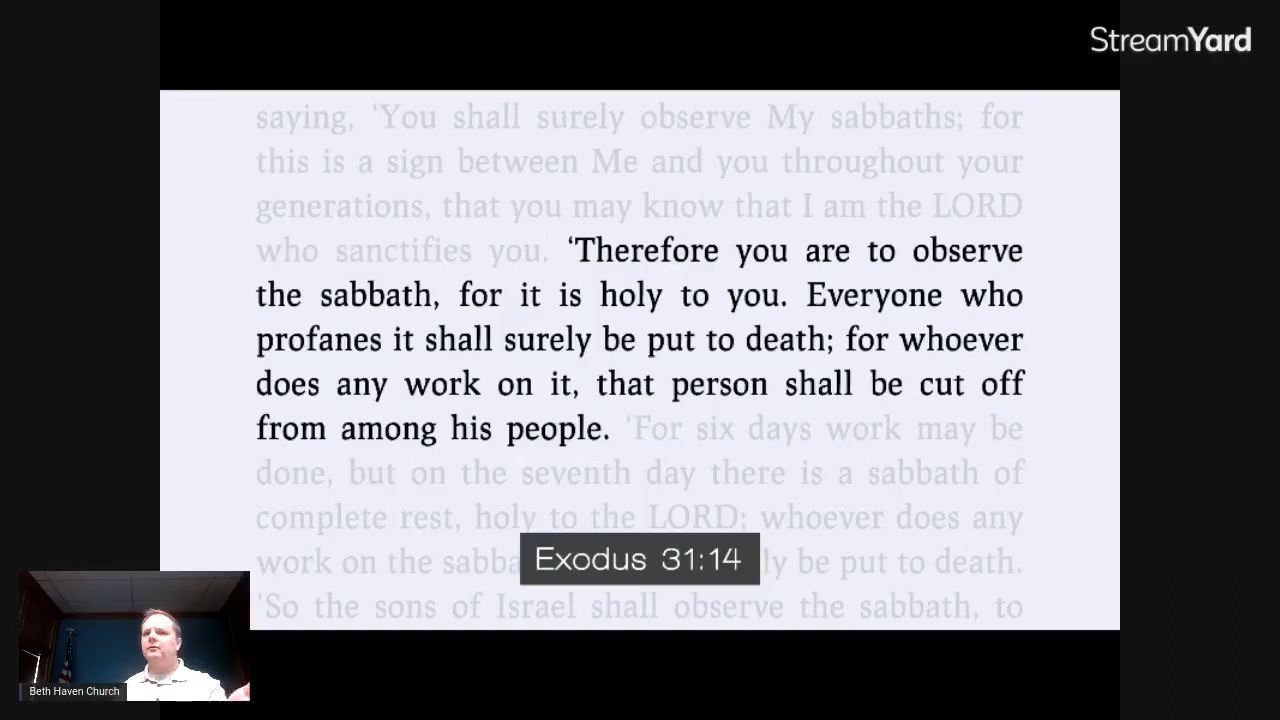 StreamYard
saying, ‘You shall surely observe My sabbaths; for
this is a sign between Me and you throughout your
generations, that you may know that I am the LORD
who sanctifies you. ‘Therefore you are to observe
the sabbath, for it is holy to you. Everyone who
profanes it shall surely be put to death; for whoever
does any work on it, that person shall be cut off
from among his people. ‘For six days work may be
done, but on the seventh day there is a sabbath of
complete rest, holy to the LORD; whoever does any
work on the sabba ly be put to death.
Exodus 31:14
‘So the sons of Israel shall observe the sabbath, to
Beth Haven Church